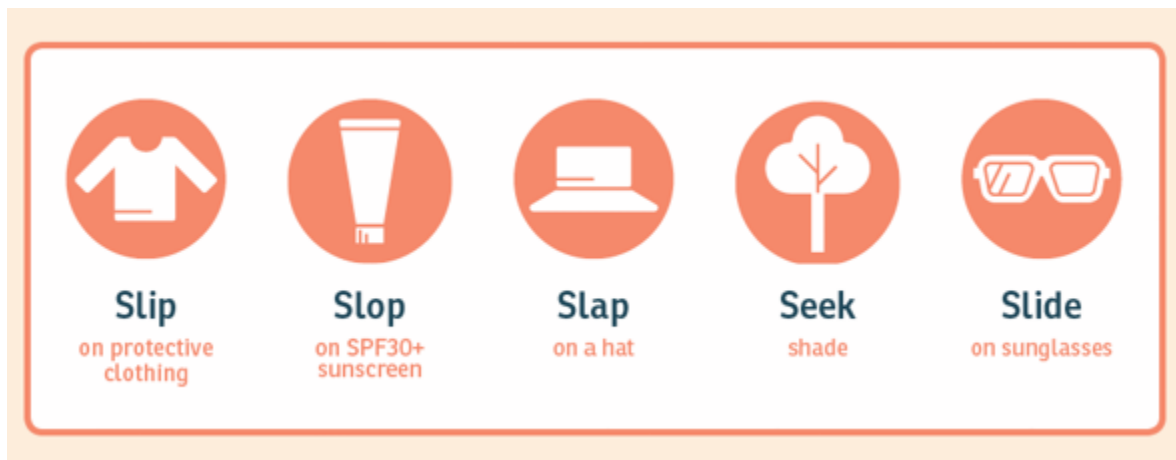 Slip
on protective
clothing
Slop
on SPF30+
sunscreen
Slap
on a hat
Seek
shade
Slide
on sunglasses